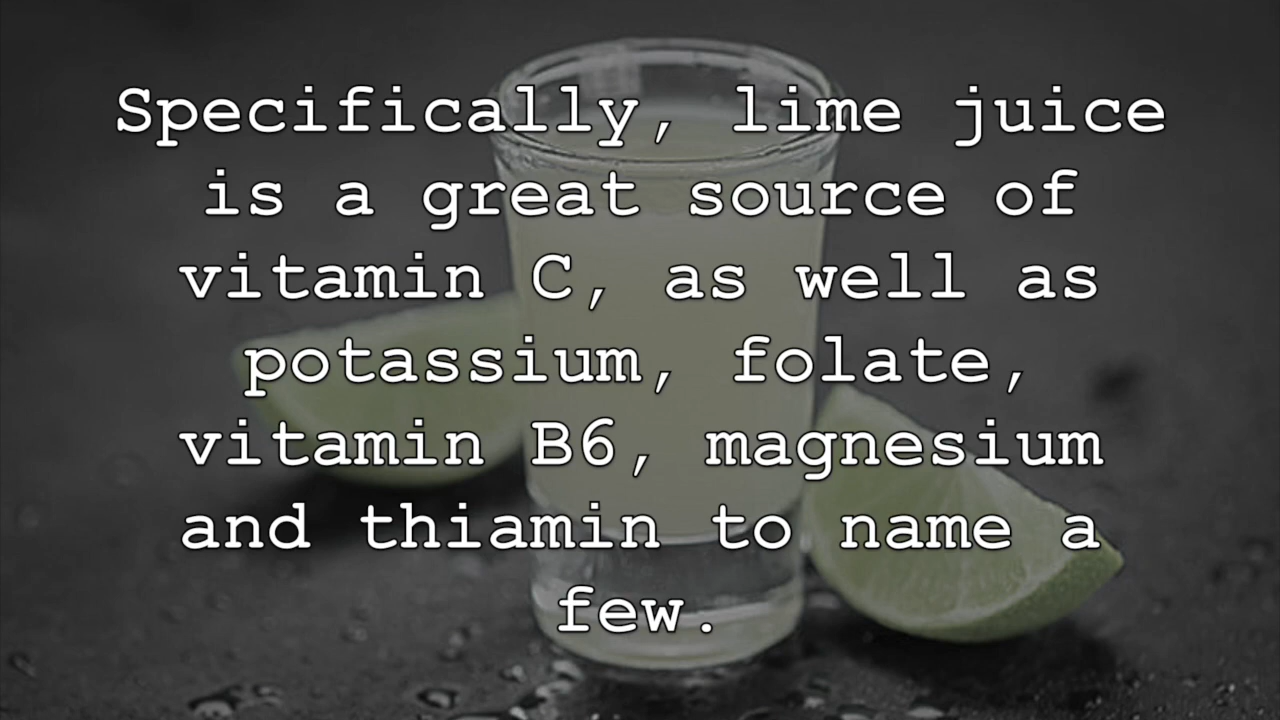 Specifically, lime juice
is a great source of
vitamin C, as well as
potassium, folate,
vitamin B6, magnesium
and thiamin to name a
few.